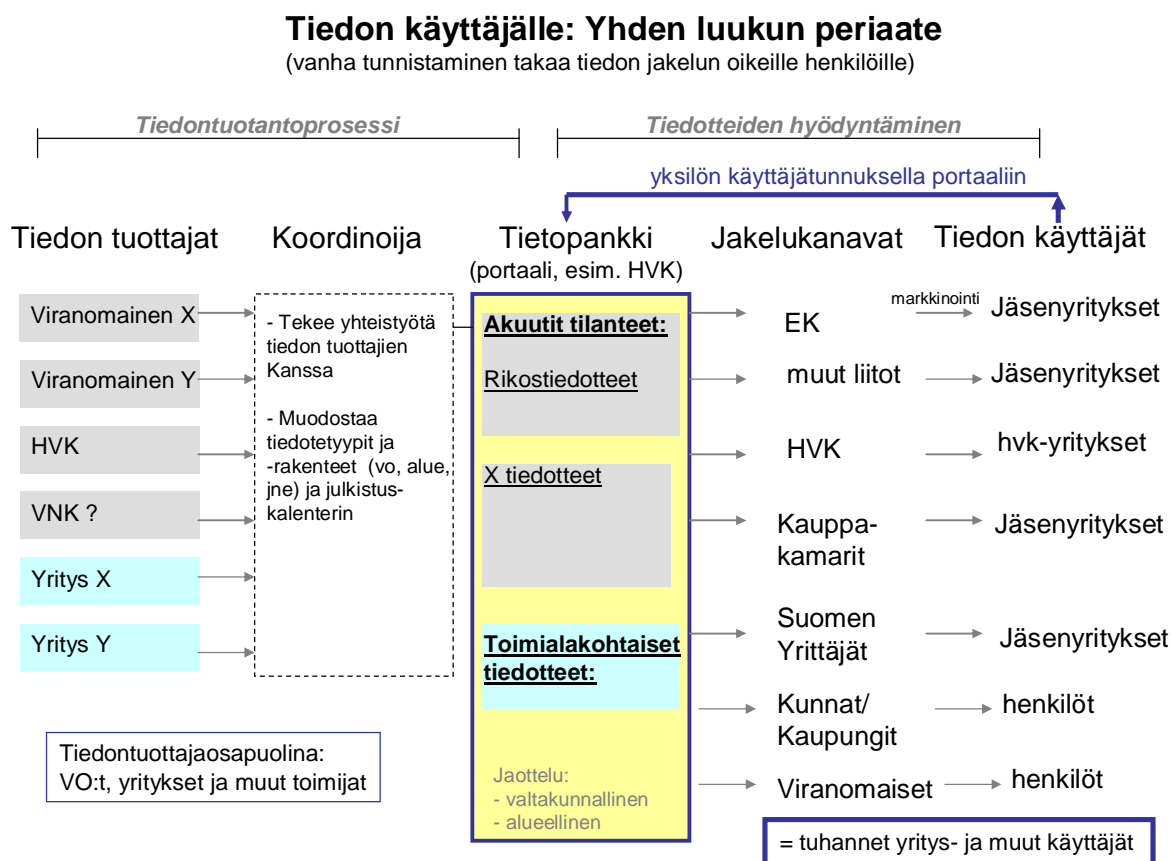 Tiedon käyttäjälle: Yhden luukun periaate
(vanha tunnistaminen takaa tiedon jakelun oikeille henkilöille)
Tiedontuotantoprosessi
Tiedotteiden hyödyntäminen
yksilön käyttäjätunnuksella portaaliin
Tiedon tuottajat
Koordinoija
Tietopankki
(portaali, esim. HVK)
Jakelukanavat
Tiedon käyttäjät
Viranomainen X
Viranomainen Y
HVK
VNK ?
Yritys X
Yritys Y
- Tekee yhteistyötä
tiedon tuottajien
Kanssa
- Muodostaa
tiedotetyypit ja
-rakenteet (vo, alue,
jne) ja julkistus-
kalenterin
Akuutit tilanteet:
Rikostiedotteet
X tiedotteet
Toimialakohtaiset
tiedotteet:
Jaottelu:
- valtakunnallinen
- alueellinen
EK
markkinointi
Jäsenyritykset
muut liitot
Jäsenyritykset
HVK
hvk-yritykset
Kauppa-
kamarit
Jäsenyritykset
Suomen
Yrittäjät
Jäsenyritykset
Kunnat/
Kaupungit
henkilöt
Viranomaiset
henkilöt
Tiedontuottajaosapuolina:
VO:t, yritykset ja muut toimijat
= tuhannet yritys- ja muut käyttäjät